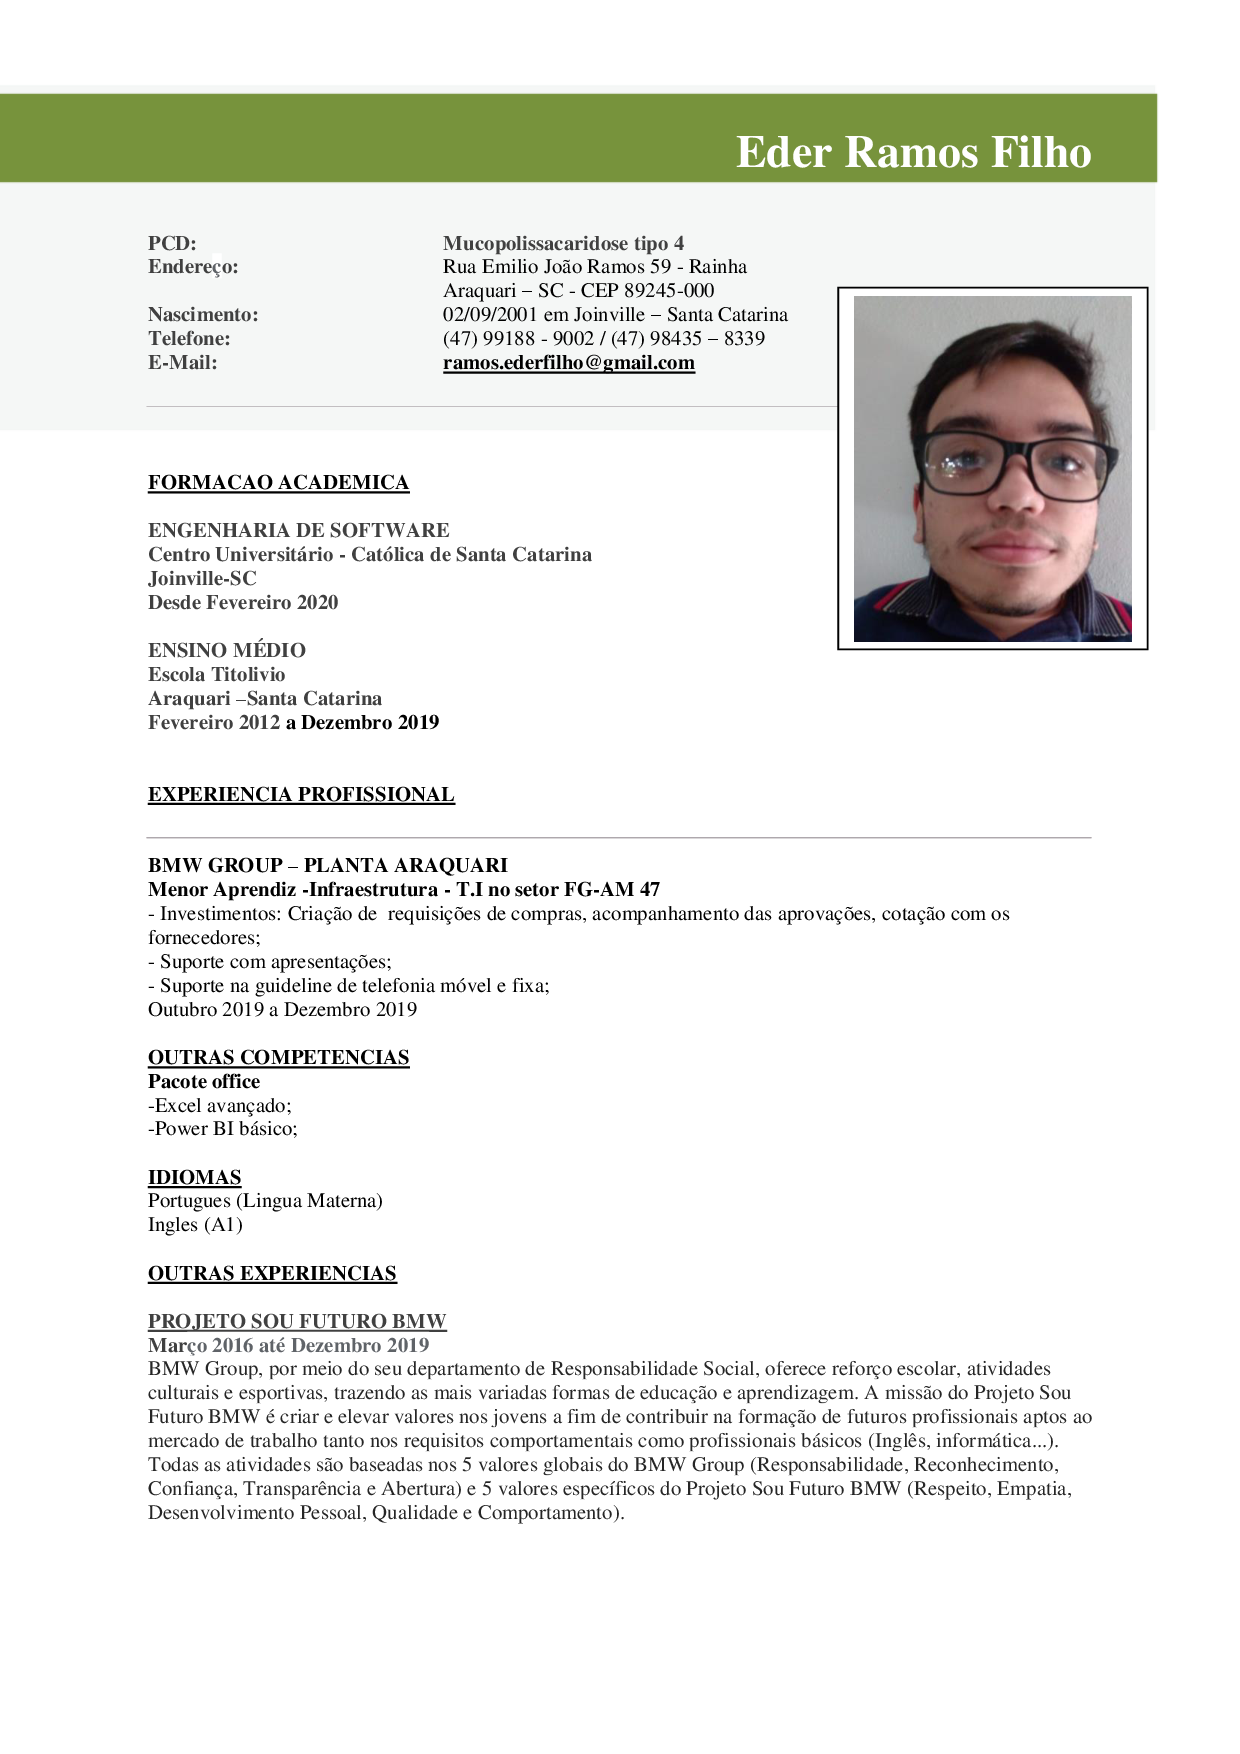 Eder Ramos Filho
PCD: Mucopolissacaridose tipo 4
Endereço: Rua Emilio João Ramos 59 - Rainha
Araquari – SC - CEP 89245-000
Nascimento: 02/09/2001 em Joinville – Santa Catarina
Telefone: (47) 99188 - 9002 / (47) 98435 – 8339
E-Mail: ramos.ederfilho@gmail.com
FORMACAO ACADEMICA
ENGENHARIA DE SOFTWARE
Centro Universitário - Católica de Santa Catarina
Joinville-SC
Desde Fevereiro 2020
ENSINO MÉDIO
Escola Titolivio
Araquari –Santa Catarina
Fevereiro 2012 a Dezembro 2019
EXPERIENCIA PROFISSIONAL
BMW GROUP – PLANTA ARAQUARI
Menor Aprendiz -Infraestrutura - T.I no setor FG-AM 47
- Investimentos: Criação de  requisições de compras, acompanhamento das aprovações, cotação com os
fornecedores;
- Suporte com apresentações;
- Suporte na guideline de telefonia móvel e fixa;
Outubro 2019 a Dezembro 2019
OUTRAS COMPETENCIAS
Pacote office
-Excel avançado;
-Power BI básico;
IDIOMAS
Portugues (Lingua Materna)
Ingles (A1)
OUTRAS EXPERIENCIAS
PROJETO SOU FUTURO BMW
Março 2016 até Dezembro 2019
BMW Group, por meio do seu departamento de Responsabilidade Social, oferece reforço escolar, atividades
culturais e esportivas, trazendo as mais variadas formas de educação e aprendizagem. A missão do Projeto Sou
Futuro BMW é criar e elevar valores nos jovens a fim de contribuir na formação de futuros profissionais aptos ao
mercado de trabalho tanto nos requisitos comportamentais como profissionais básicos (Inglês, informática...).
Todas as atividades são baseadas nos 5 valores globais do BMW Group (Responsabilidade, Reconhecimento,
Confiança, Transparência e Abertura) e 5 valores específicos do Projeto Sou Futuro BMW (Respeito, Empatia,
Desenvolvimento Pessoal, Qualidade e Comportamento).